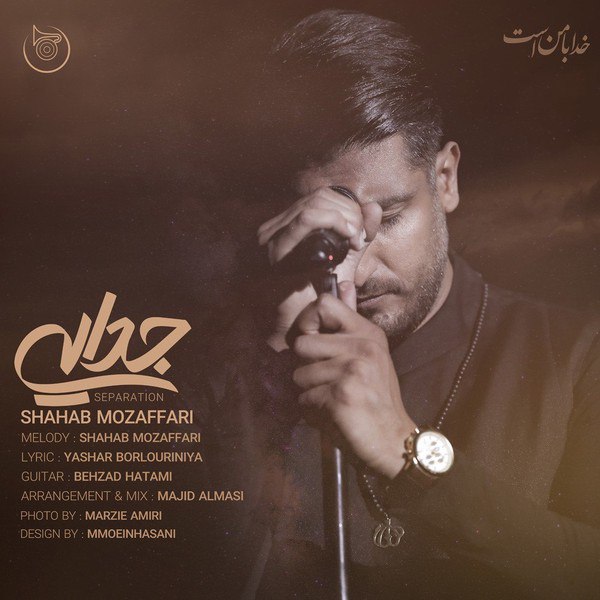 خدا با من است
جدایی
SEPARATION
SHAHAB MOZAFFARI
MELODY : SHAHAB MOZAFFARI
LYRIC : YASHAR BORLOURINIYA
GUITAR : BEHZAD HATAMI
ARRANGEMENT & MIX : MAJID ALMASI
PHOTO BY : MARZIE AMIRI
DESIGN BY : MMOEINHASANI